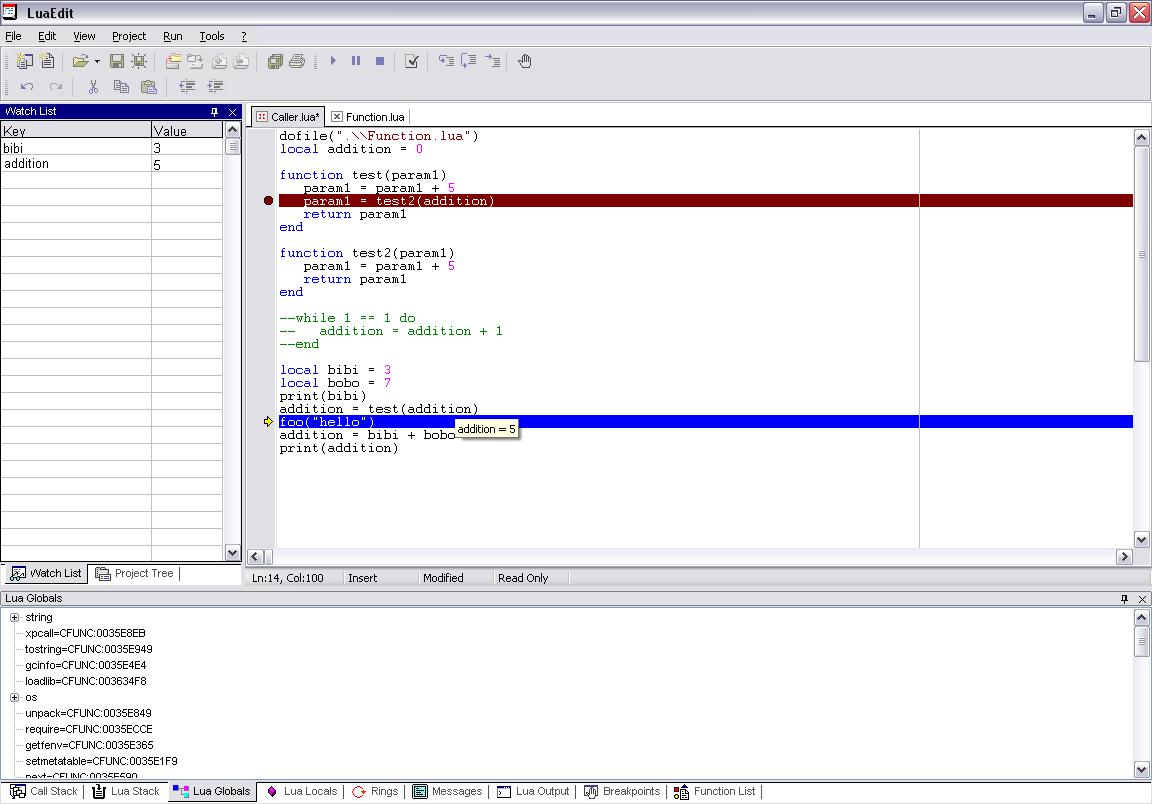 LuaEdit
File Edit View Project Run Tools ?
Watch List
Key Value
bibi 3
addition 5
Watch List Project Tree
Caller.lua* Function.lua
dofile(".\\Function.lua")
local addition = 0
function test(param1)
   param1 = param1 + 5
   param1 = test2(addition)
   return param1
end
function test2(param1)
   param1 = param1 + 5
   return param1
end
--while 1 == 1 do
--   addition = addition + 1
--end
local bibi = 3
local bobo = 7
print(bibi)
addition = test(addition)
foo("hello")
addition = 5
addition = bibi + bobo
print(addition)
Ln:14, Col:100 Insert Modified Read Only
Lua Globals
string
xpcall=CFUNC:0035E8EB
tostring=CFUNC:0035E949
gcinfo=CFUNC:0035E4E4
loadlib=CFUNC:003634F8
os
unpack=CFUNC:0035E849
require=CFUNC:0035ECCE
getfenv=CFUNC:0035E365
setmetatable=CFUNC:0035E1F9
next=CFUNC:0035E590
Call Stack Lua Stack Lua Globals Lua Locals Rings Messages Lua Output Breakpoints Function List